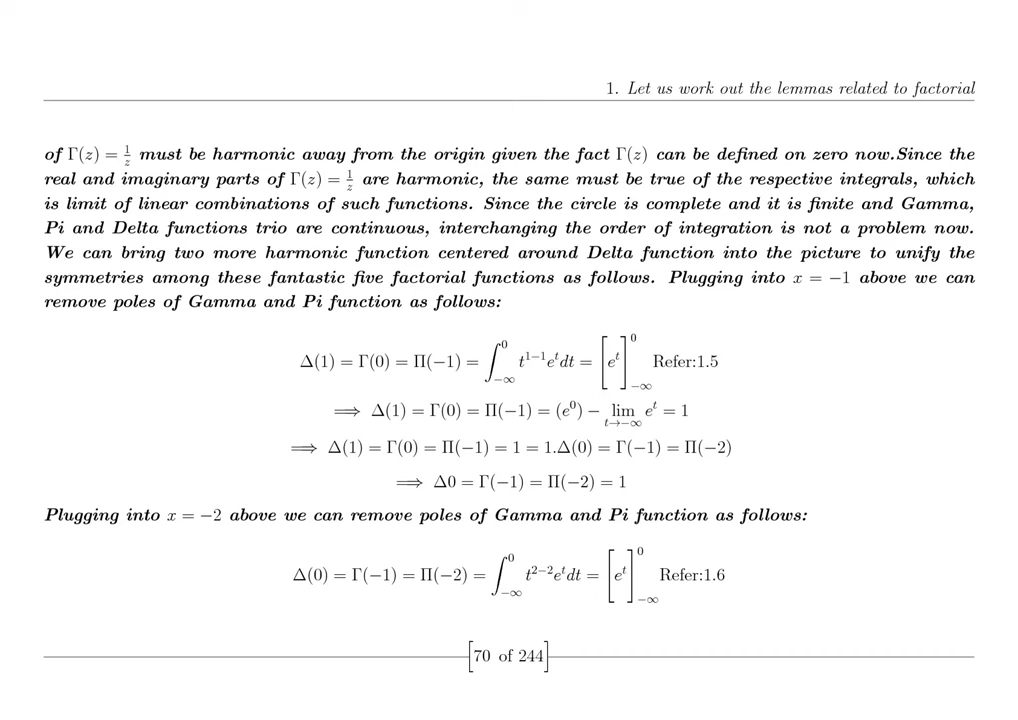 1. Let us work out the lemmas related to factorial
of Γ(z) = 1/z must be harmonic away from the origin given the fact Γ(z) can be defined on zero now.Since the
real and imaginary parts of Γ(z) = 1/z are harmonic, the same must be true of the respective integrals, which
is limit of linear combinations of such functions. Since the circle is complete and it is finite and Gamma,
Pi and Delta functions trio are continuous, interchanging the order of integration is not a problem now.
We can bring two more harmonic function centered around Delta function into the picture to unify the
symmetries among these fantastic five factorial functions as follows. Plugging into x = −1 above we can
remove poles of Gamma and Pi function as follows:
Δ(1) = Γ(0) = Π(−1) = ∫_{−∞}^{0} t^{1−1}e^t dt = [e^t]_{−∞}^{0} Refer:1.5
⟹ Δ(1) = Γ(0) = Π(−1) = (e^0) − lim_{t→−∞} e^t = 1
⟹ Δ(1) = Γ(0) = Π(−1) = 1 = 1.Δ(0) = Γ(−1) = Π(−2)
⟹ Δ0 = Γ(−1) = Π(−2) = 1
Plugging into x = −2 above we can remove poles of Gamma and Pi function as follows:
Δ(0) = Γ(−1) = Π(−2) = ∫_{−∞}^{0} t^{2−2}e^t dt = [e^t]_{−∞}^{0} Refer:1.6
[70 of 244]